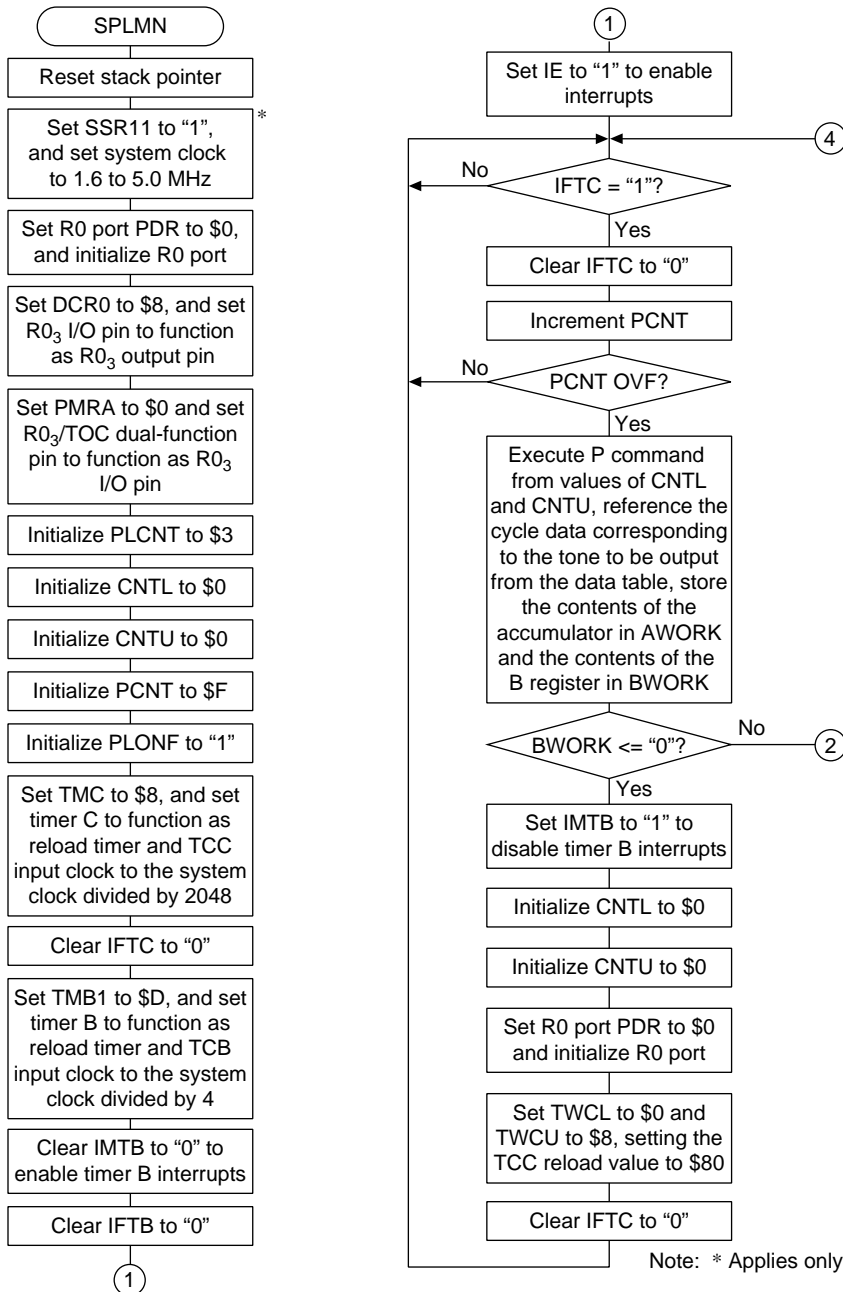 SPLMN
Reset stack pointer
Set SSR11 to “1”,
and set system clock
to 1.6 to 5.0 MHz
*
Set R0 port PDR to $0,
and initialize R0 port
Set DCR0 to $8, and set
R0₃ I/O pin to function
as R0₃ output pin
Set PMRA to $0 and set
R0₃/TOC dual-function
pin to function as R0₃
I/O pin
Initialize PLCNT to $3
Initialize CNTL to $0
Initialize CNTU to $0
Initialize PCNT to $F
Initialize PLONF to “1”
Set TMC to $8, and set
timer C to function as
reload timer and TCC
input clock to the system
clock divided by 2048
Clear IFTC to “0”
Set TMB1 to $D, and set
timer B to function as
reload timer and TCB
input clock to the system
clock divided by 4
Clear IMTB to “0” to
enable timer B interrupts
Clear IFTB to “0”
1
1
Set IE to “1” to enable
interrupts
4
No
IFTC = “1”?
Yes
Clear IFTC to “0”
Increment PCNT
No
PCNT OVF?
Yes
Execute P command
from values of CNTL
and CNTU, reference the
cycle data corresponding
to the tone to be output
from the data table, store
the contents of the
accumulator in AWORK
and the contents of the
B register in BWORK
BWORK <= “0”?
No
2
Yes
Set IMTB to “1” to
disable timer B interrupts
Initialize CNTL to $0
Initialize CNTU to $0
Set R0 port PDR to $0
and initialize R0 port
Set TWCL to $0 and
TWCU to $8, setting the
TCC reload value to $80
Clear IFTC to “0”
Note: * Applies only